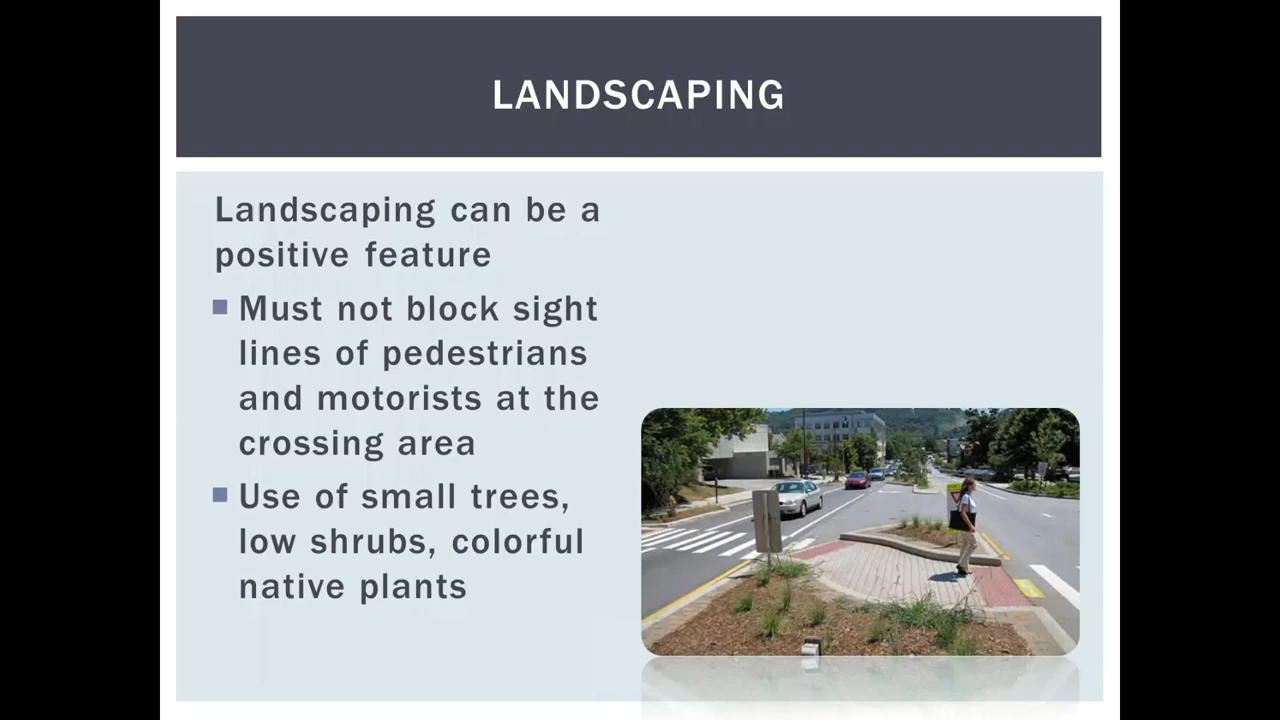 LANDSCAPING
Landscaping can be a
positive feature
Must not block sight
lines of pedestrians
and motorists at the
crossing area
Use of small trees,
low shrubs, colorful
native plants